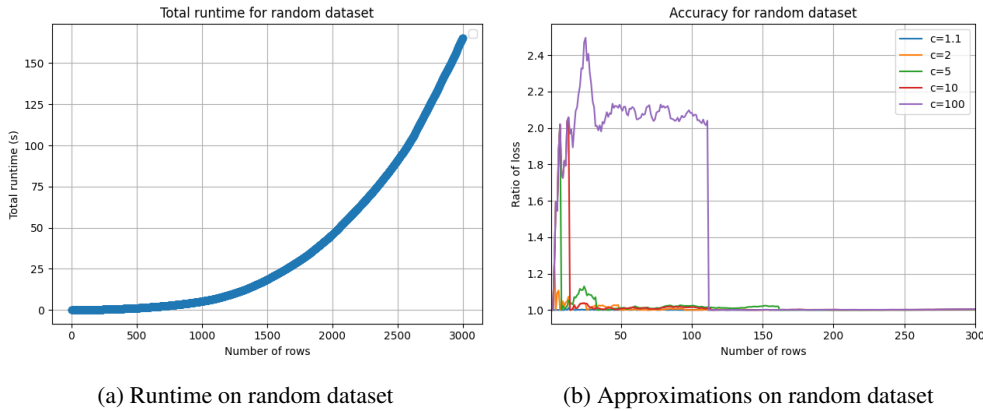 Total runtime for random dataset
Total runtime (s)
150
125
100
75
50
25
0
0 500 1000 1500 2000 2500 3000
Number of rows
(a) Runtime on random dataset
Accuracy for random dataset
Ratio of loss
2.4
2.2
2.0
1.8
1.6
1.4
1.2
1.0
c=1.1
c=2
c=5
c=10
c=100
50 100 150 200 250 300
Number of rows
(b) Approximations on random dataset